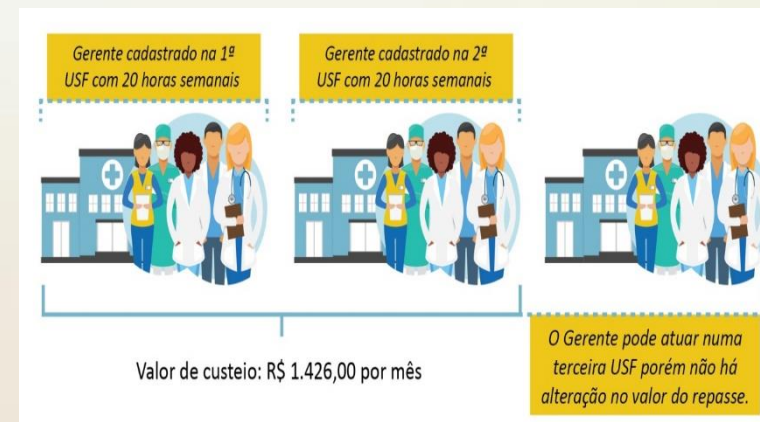 Gerente cadastrado na 1ª
USF com 20 horas semanais
Gerente cadastrado na 2ª
USF com 20 horas semanais
Valor de custeio: R$ 1.426,00 por mês
O Gerente pode atuar numa
terceira USF porém não há
alteração no valor do repasse.